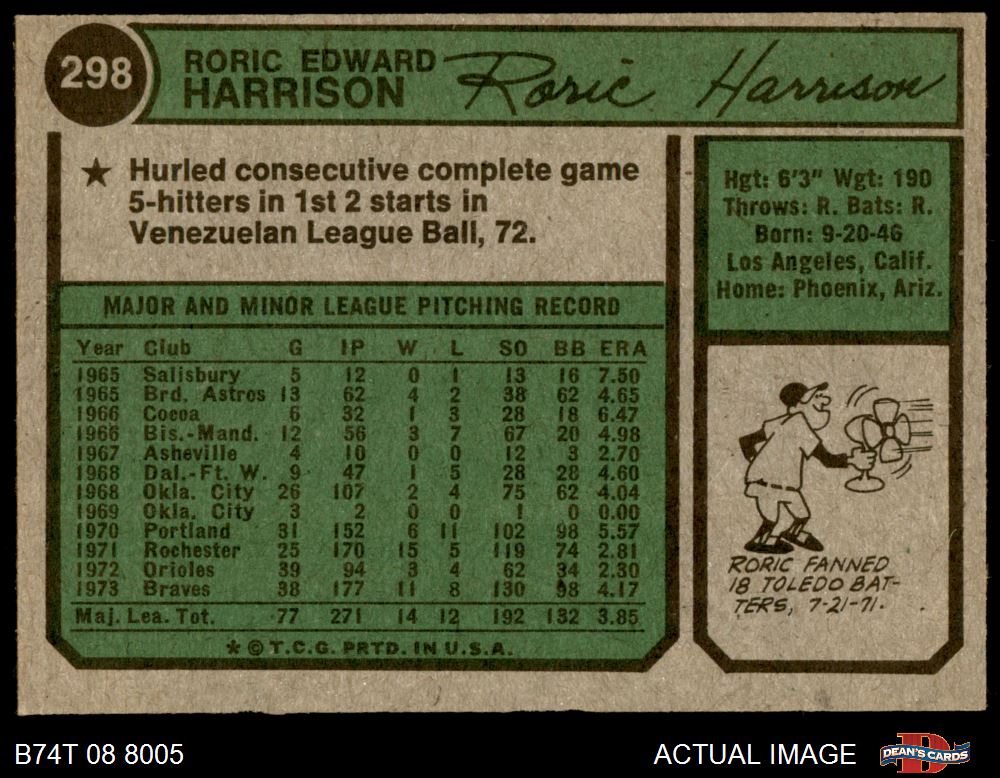 298
RORIC EDWARD
HARRISON
Roric Harrison
★ Hurled consecutive complete game
5-hitters in 1st 2 starts in
Venezuelan League Ball, 72.
MAJOR AND MINOR LEAGUE PITCHING RECORD
Year Club G IP W L SO BB ERA
1965 Salisbury 5 12 0 1 13 16 7.50
1965 Brd. Astros 13 62 4 2 38 62 4.65
1966 Cocoa 6 32 1 3 28 18 6.47
1966 Bis.-Mand. 12 56 3 7 67 20 4.98
1967 Asheville 4 10 0 0 12 3 2.70
1968 Dal.-Ft. W. 9 47 1 5 28 28 4.60
1968 Okla. City 26 107 2 4 75 62 4.04
1969 Okla. City 3 2 0 0 1 0 0.00
1970 Portland 31 152 6 11 102 98 5.57
1971 Rochester 25 170 15 5 119 74 2.81
1972 Orioles 39 94 3 4 62 34 2.30
1973 Braves 38 177 11 8 130 98 4.17
Maj. Lea. Tot. 77 271 14 12 192 132 3.85
* © T.C.G. PRTD. IN U.S.A.
Hgt: 6'3" Wgt: 190
Throws: R. Bats: R.
Born: 9-20-46
Los Angeles, Calif.
Home: Phoenix, Ariz.
RORIC FANNED
18 TOLEDO BAT-
TERS, 7-21-71.
B74T 08 8005
ACTUAL IMAGE
DEAN'S CARDS